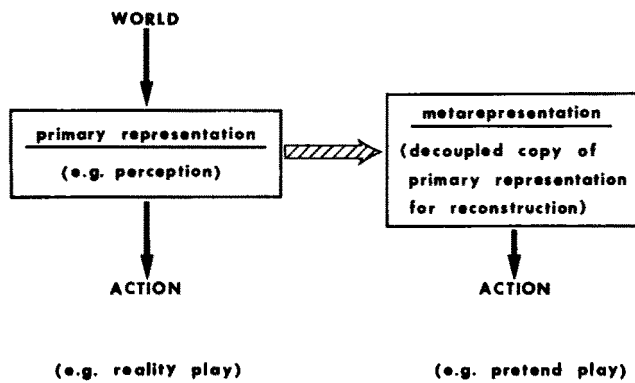 WORLD
primary representation
(e.g. perception)
ACTION
(e.g. reality play)
metarepresentation
(decoupled copy of
primary representation
for reconstruction)
ACTION
(e.g. pretend play)